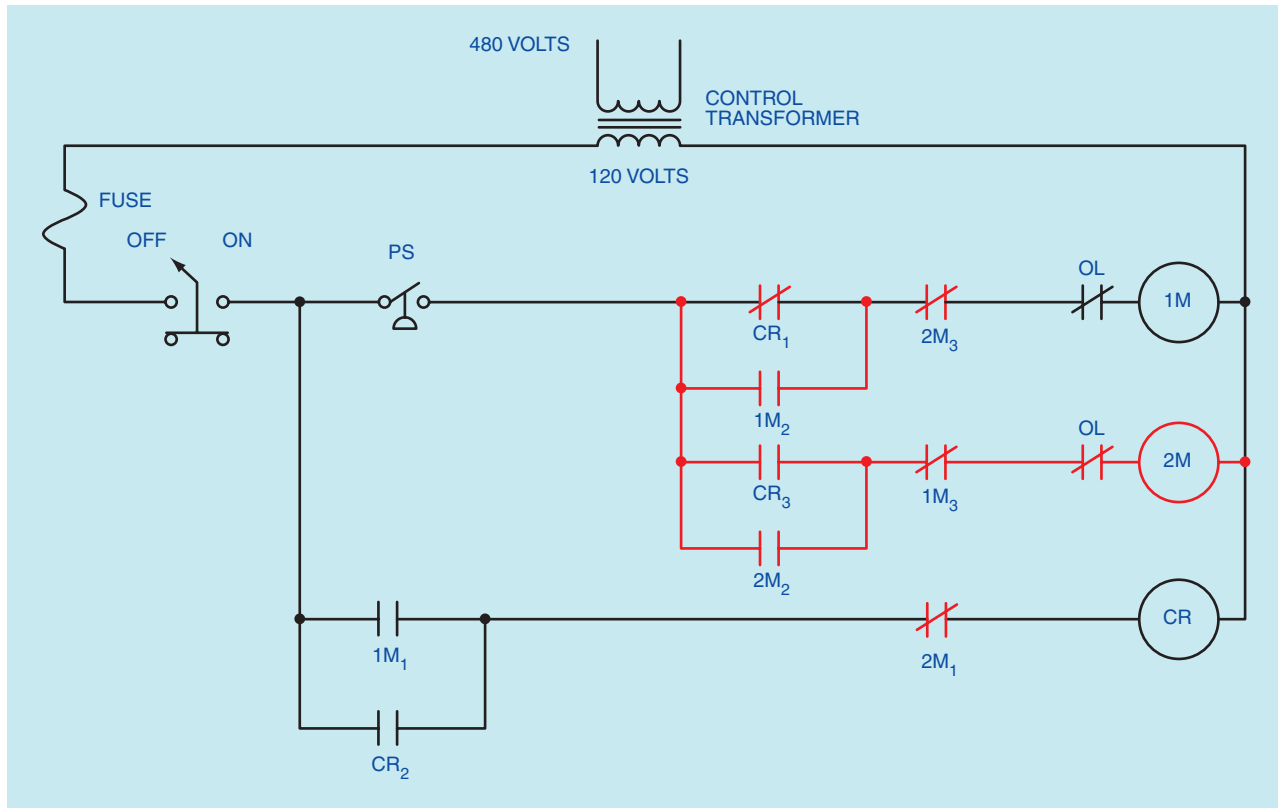 480 VOLTS
CONTROL
TRANSFORMER
120 VOLTS
FUSE
OFF
ON
PS
OL
1M
CR1
2M3
1M2
OL
2M
CR3
1M3
2M2
CR
1M1
2M1
CR2